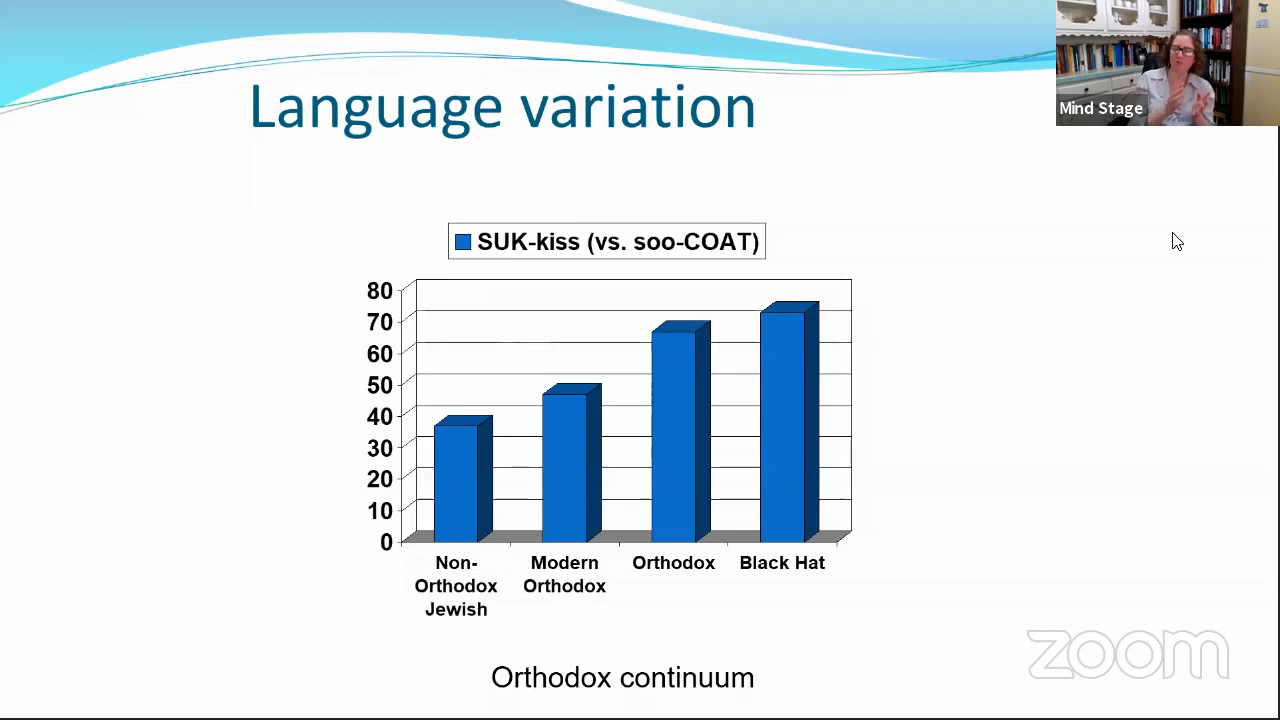 Language variation
Mind Stage
SUK-kiss (vs. soo-COAT)
80
70
60
50
40
30
20
10
0
Non-
Orthodox
Jewish
Modern
Orthodox
Orthodox
Black Hat
Orthodox continuum
zoom